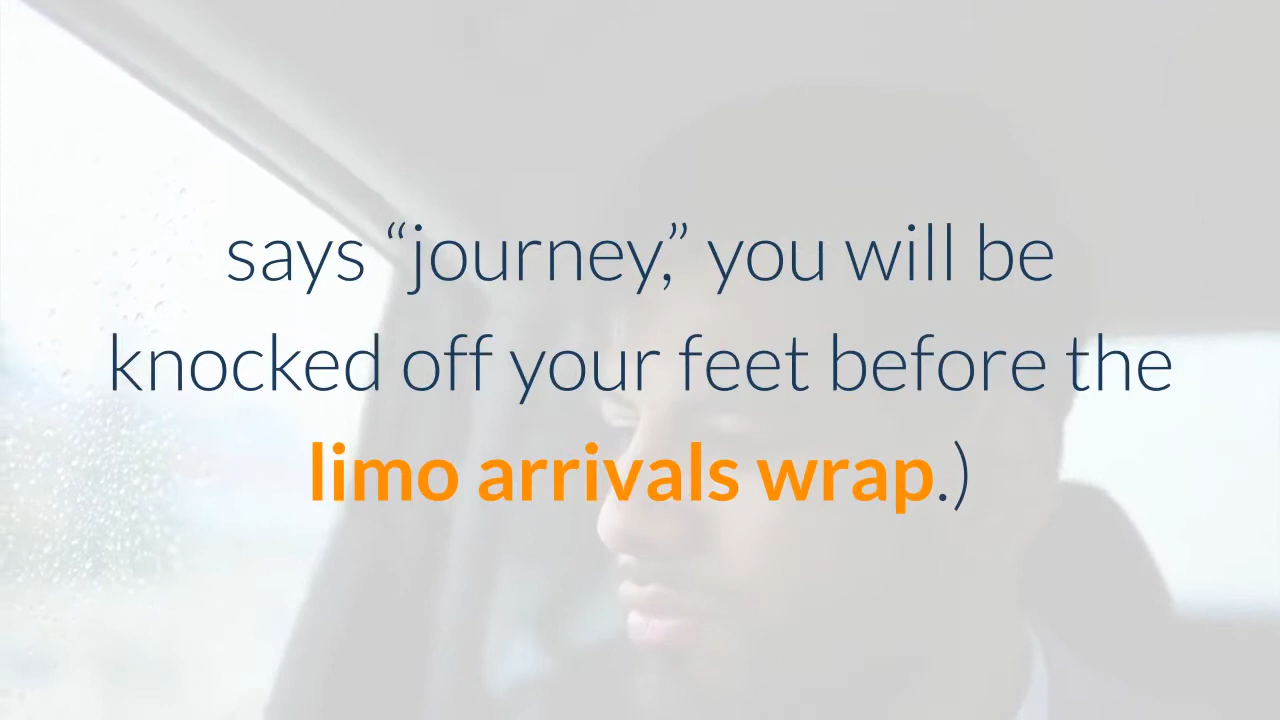 says “journey,” you will be
knocked off your feet before the
limo arrivals wrap.)